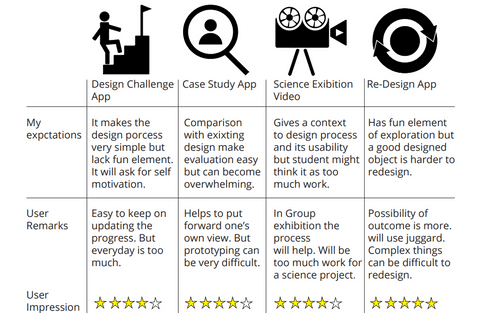 Design Challenge App
Case Study App
Science Exibition Video
Re-Design App
My expctations
It makes the
design porcess
very simple but
lack fun element.
It will ask for self
motivation.
Comparison
with exixting
design make
evaluation easy
but can become
overwhelming.
Gives a context
to design process
and its usability
but student might
think it as too
much work.
Has fun element
of exploration but
a good designed
object is harder to
redesign.
User
Remarks
Easy to keep on
updating the
progress. But
everyday is too
much.
Helps to put
forward one's
own view. But
prototyping can
be very difficult.
In Group
exhibition the
process
will help. Will be
too much work for
a science project.
Possibility of
outcome is more.
will use juggard.
Complex things
can be difficult to
redesign.
User
Impression